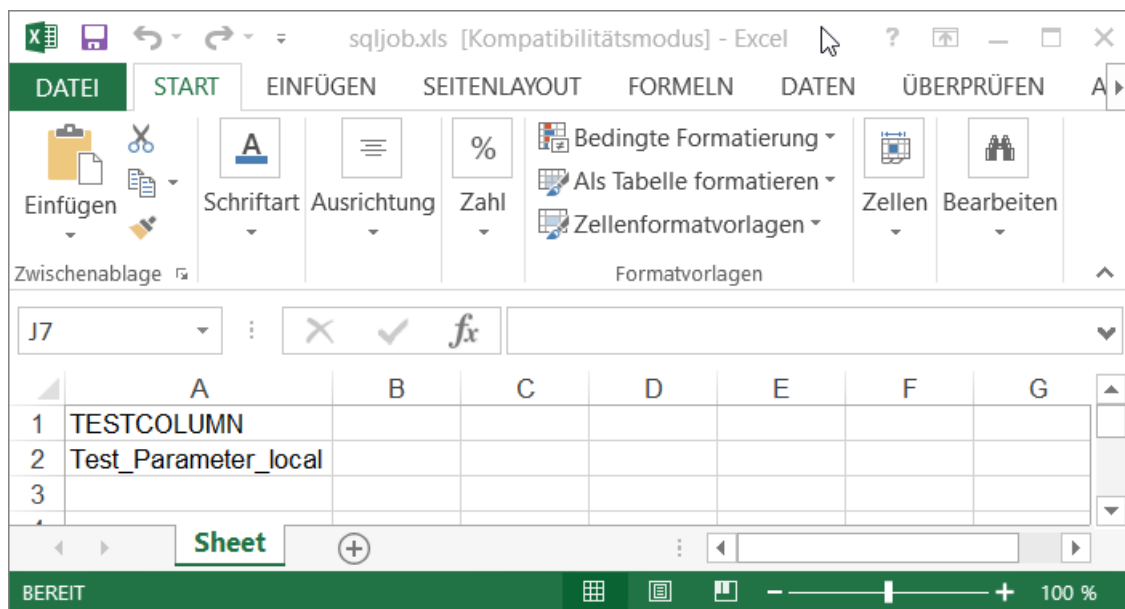 sqljob.xls [Kompatibilitätsmodus] - Excel ?
DATEI START EINFÜGEN SEITENLAYOUT FORMELN DATEN ÜBERPRÜFEN A
Bedingte Formatierung
Als Tabelle formatieren
Zellenformatvorlagen
Einfügen Schriftart Ausrichtung Zahl Zellen Bearbeiten
Zwischenablage Formatvorlagen
J7 fx
A B C D E F G
1 TESTCOLUMN
2 Test_Parameter_local
3
Sheet
BEREIT 100 %